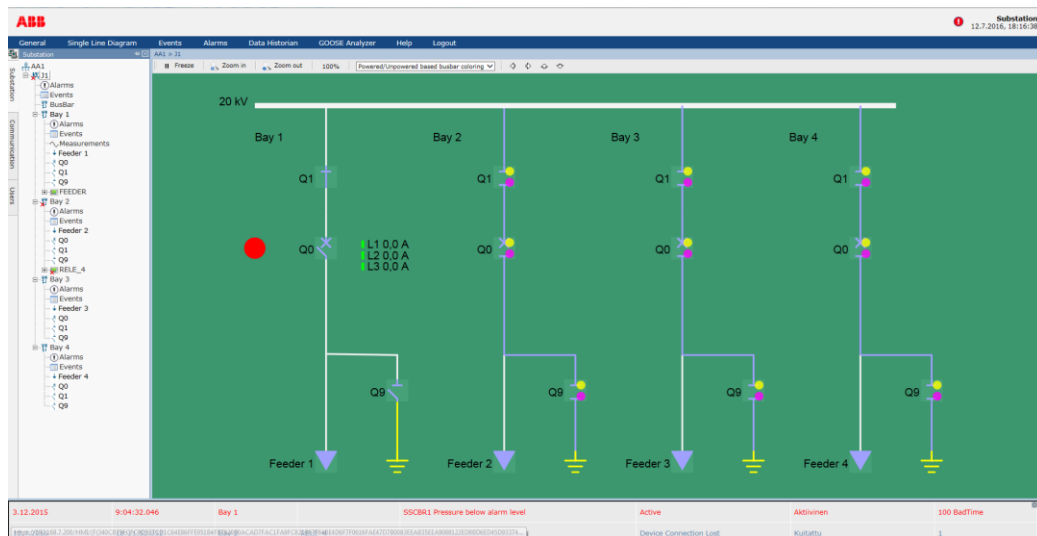 ABB
Substation
12.7.2016, 18:16:38
General Single Line Diagram Events Alarms Data Historian GOOSE Analyzer Help Logout
Substation
AA1 > J1
Freeze Zoom in Zoom out 100% Powered/Unpowered based busbar coloring
Substation
Communication
Users
AA1
J1
Alarms
Events
BusBar
Bay 1
Alarms
Events
Measurements
Feeder 1
Q0
Q1
Q9
FEEDER
Bay 2
Alarms
Events
Feeder 2
Q0
Q1
Q9
RELE_4
Bay 3
Alarms
Events
Feeder 3
Q0
Q1
Q9
Bay 4
Alarms
Events
Feeder 4
Q0
Q1
Q9
20 kV
Bay 1 Bay 2 Bay 3 Bay 4
Q1 Q1 Q1 Q1
Q0 Q0 Q0 Q0
L1 0,0 A
L2 0,0 A
L3 0,0 A
Q9 Q9 Q9 Q9
Feeder 1 Feeder 2 Feeder 3 Feeder 4
3.12.2015 9:04:32.046 Bay 1 SSCBR1 Pressure below alarm level Active Aktiivinen 100 BadTime
Device Connection Lost Kuitattu 1